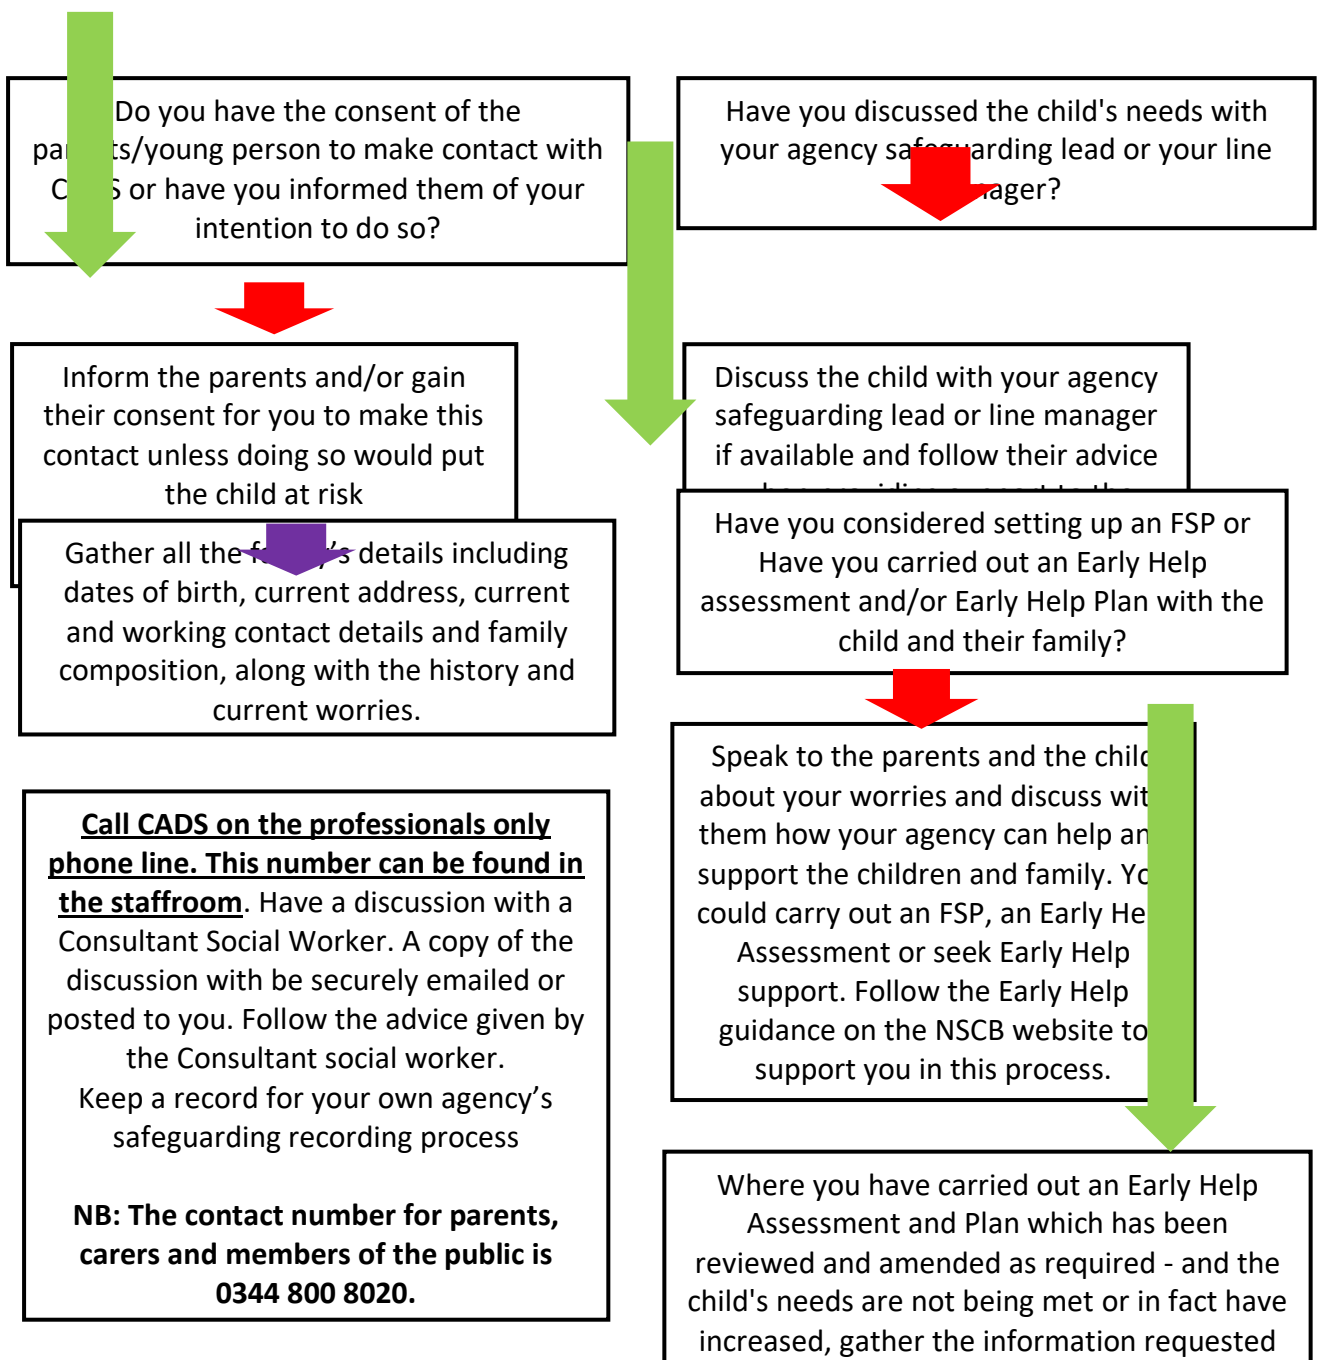 Do you have the consent of the
/young person to make contact with
or have you informed them of your
intention to do so?
Have you discussed the child's needs with
your agency safeguarding lead or your line
?
Inform the parents and/or gain
their consent for you to make this
contact unless doing so would put
the child at risk
Gather all the details including
dates of birth, current address, current
and working contact details and family
composition, along with the history and
current worries.
Call CADS on the professionals only
phone line. This number can be found in
the staffroom. Have a discussion with a
Consultant Social Worker. A copy of the
discussion with be securely emailed or
posted to you. Follow the advice given by
the Consultant social worker.
Keep a record for your own agency’s
safeguarding recording process
NB: The contact number for parents,
carers and members of the public is
0344 800 8020.
Discuss the child with your agency
safeguarding lead or line manager
if available and follow their advice
Have you considered setting up an FSP or
Have you carried out an Early Help
assessment and/or Early Help Plan with the
child and their family?
Speak to the parents and the child
about your worries and discuss with
them how your agency can help and
support the children and family. You
could carry out an FSP, an Early Help
Assessment or seek Early Help
support. Follow the Early Help
guidance on the NSCB website to
support you in this process.
Where you have carried out an Early Help
Assessment and Plan which has been
reviewed and amended as required - and the
child's needs are not being met or in fact have
increased, gather the information requested